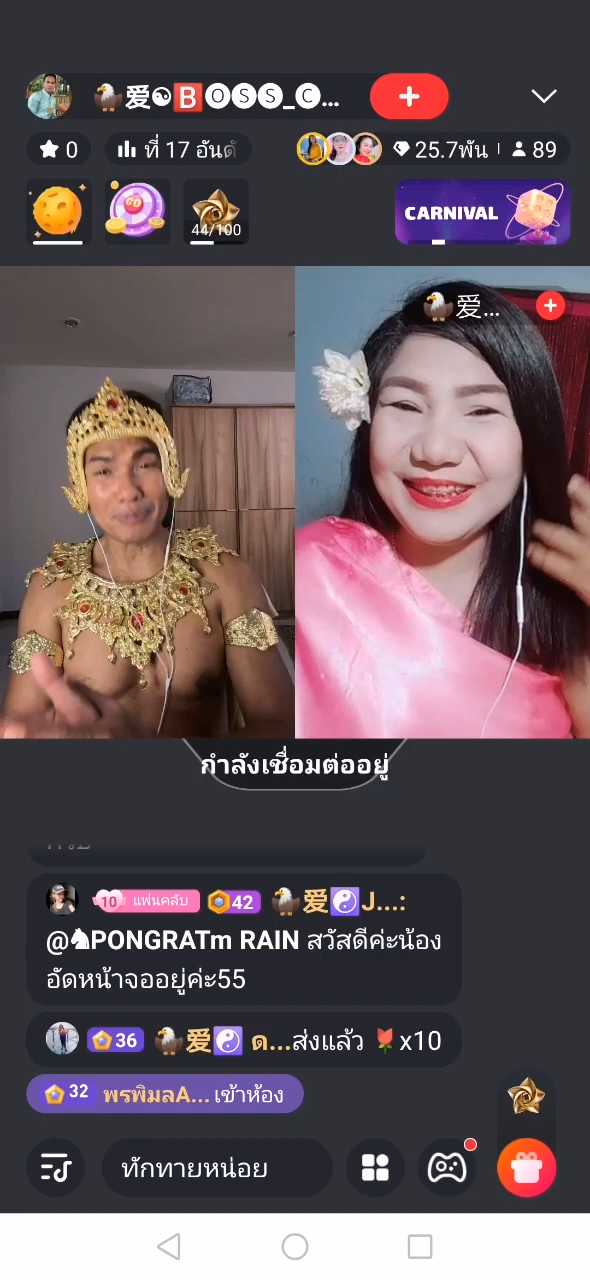 🦅爱☯🅱🅞🅢🅢_🅒...
0
ที่ 17 อันดั
25.7พัน
89
60
44/100
CARNIVAL
🦅爱...
กำลังเชื่อมต่ออยู่
10 แฟนคลับ 42 🦅爱☯J...:
@♞PONGRATm RAIN สวัสดีค่ะน้อง
อัดหน้าจออยู่ค่ะ55
36 🦅爱☯ ด...ส่งแล้ว 🌷x10
32 พรพิมลA... เข้าห้อง
ทักทายหน่อย